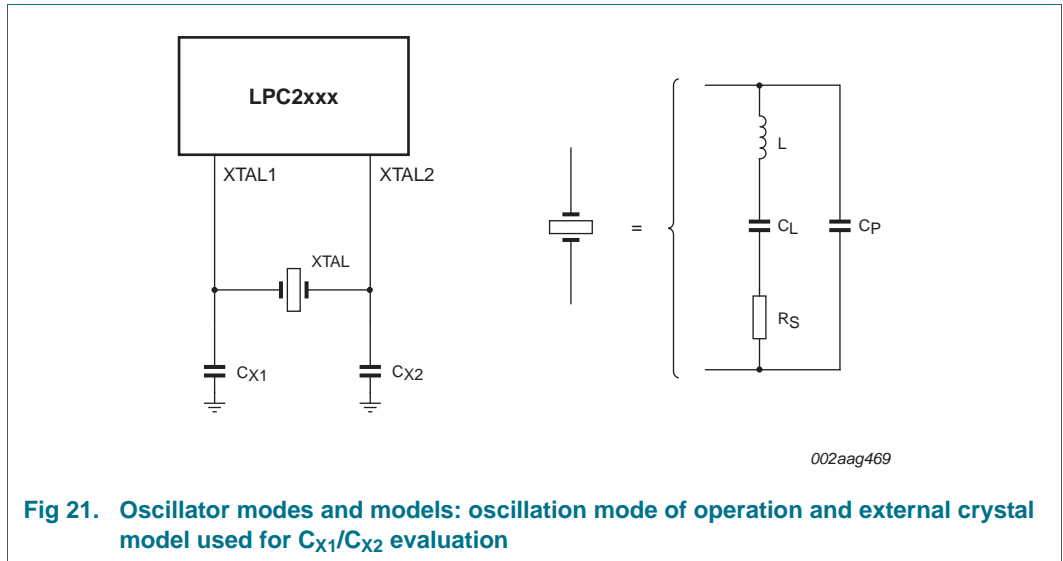 LPC2xxx
XTAL1
XTAL2
XTAL
CX1
CX2
=
L
CL
CP
RS
002aag469
Fig 21. Oscillator modes and models: oscillation mode of operation and external crystal
model used for CX1/CX2 evaluation